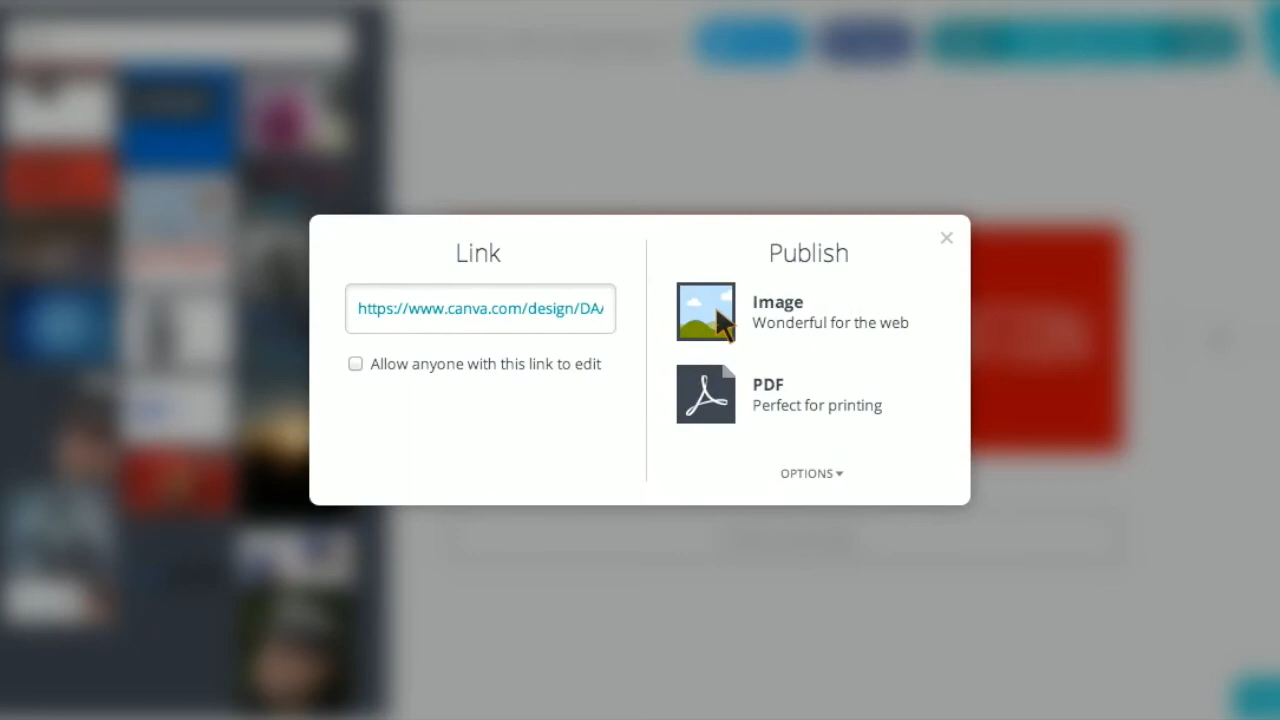 Link
https://www.canva.com/design/DA
Allow anyone with this link to edit
Publish
Image
Wonderful for the web
PDF
Perfect for printing
OPTIONS